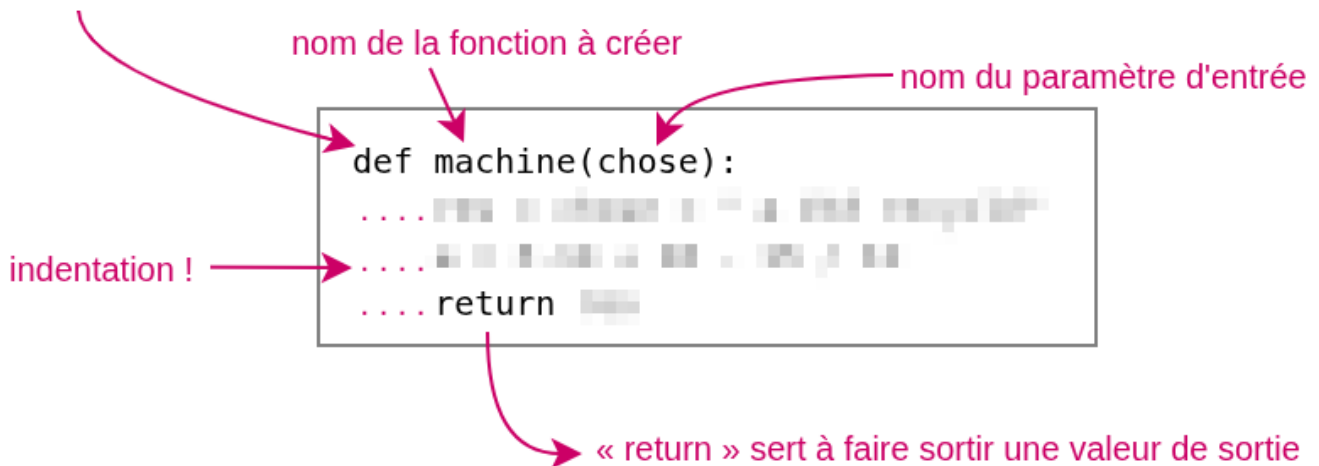 nom de la fonction à créer
nom du paramètre d'entrée
def machine(chose):
....
indentation !
....
....return
« return » sert à faire sortir une valeur de sortie